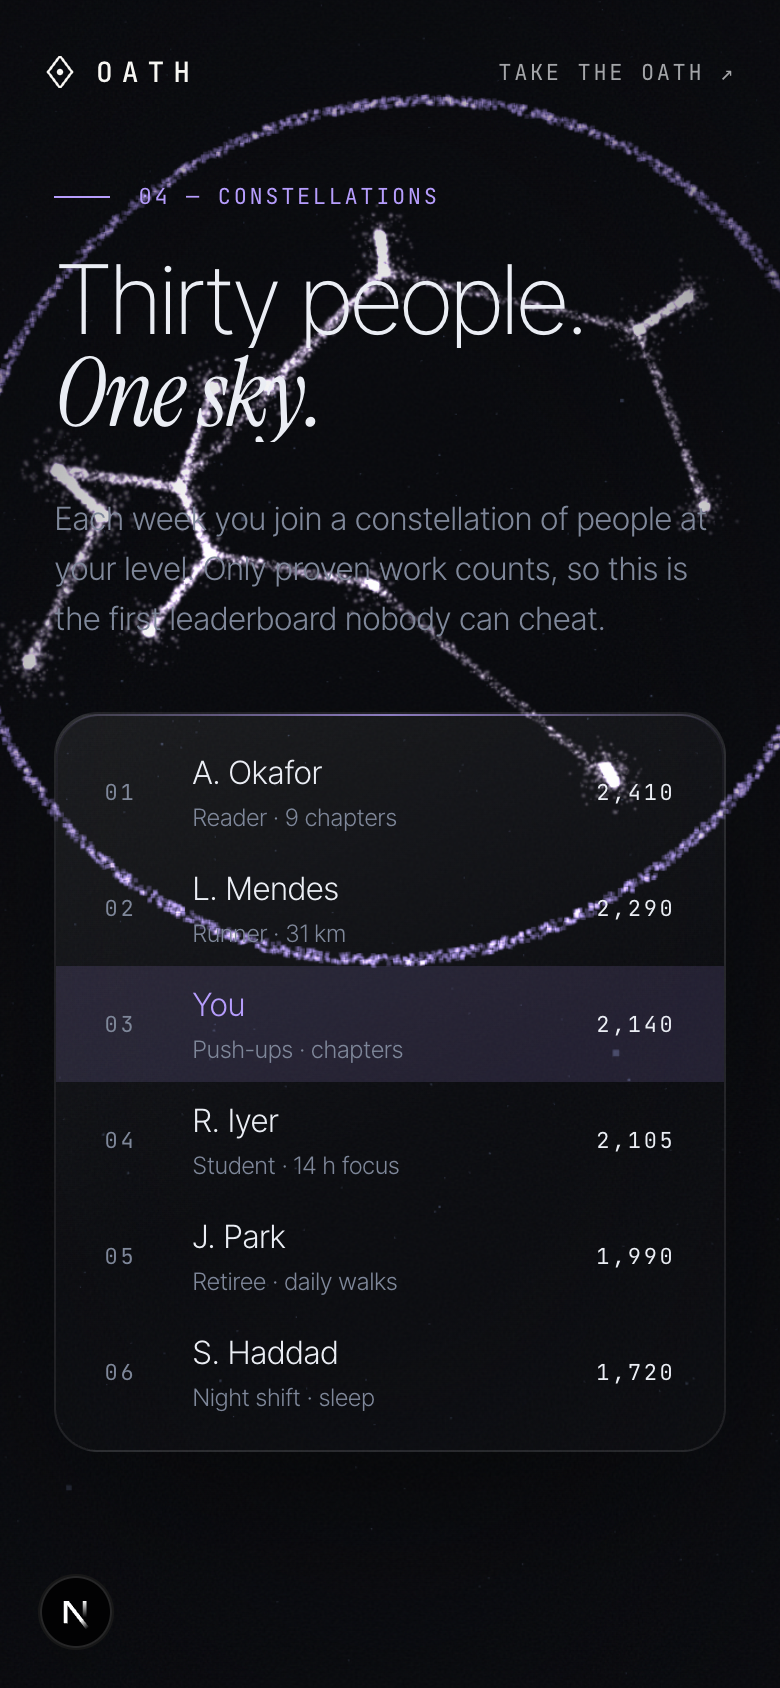 OATH
TAKE THE OATH ↗
04 — CONSTELLATIONS
Thirty people.
One sky.
Each week you join a constellation of people at
your level. Only proven work counts, so this is
the first leaderboard nobody can cheat.
01
A. Okafor
Reader · 9 chapters
2,410
02
L. Mendes
Runner · 31 km
2,290
03
You
Push-ups · chapters
2,140
04
R. Iyer
Student · 14 h focus
2,105
05
J. Park
Retiree · daily walks
1,990
06
S. Haddad
Night shift · sleep
1,720
N